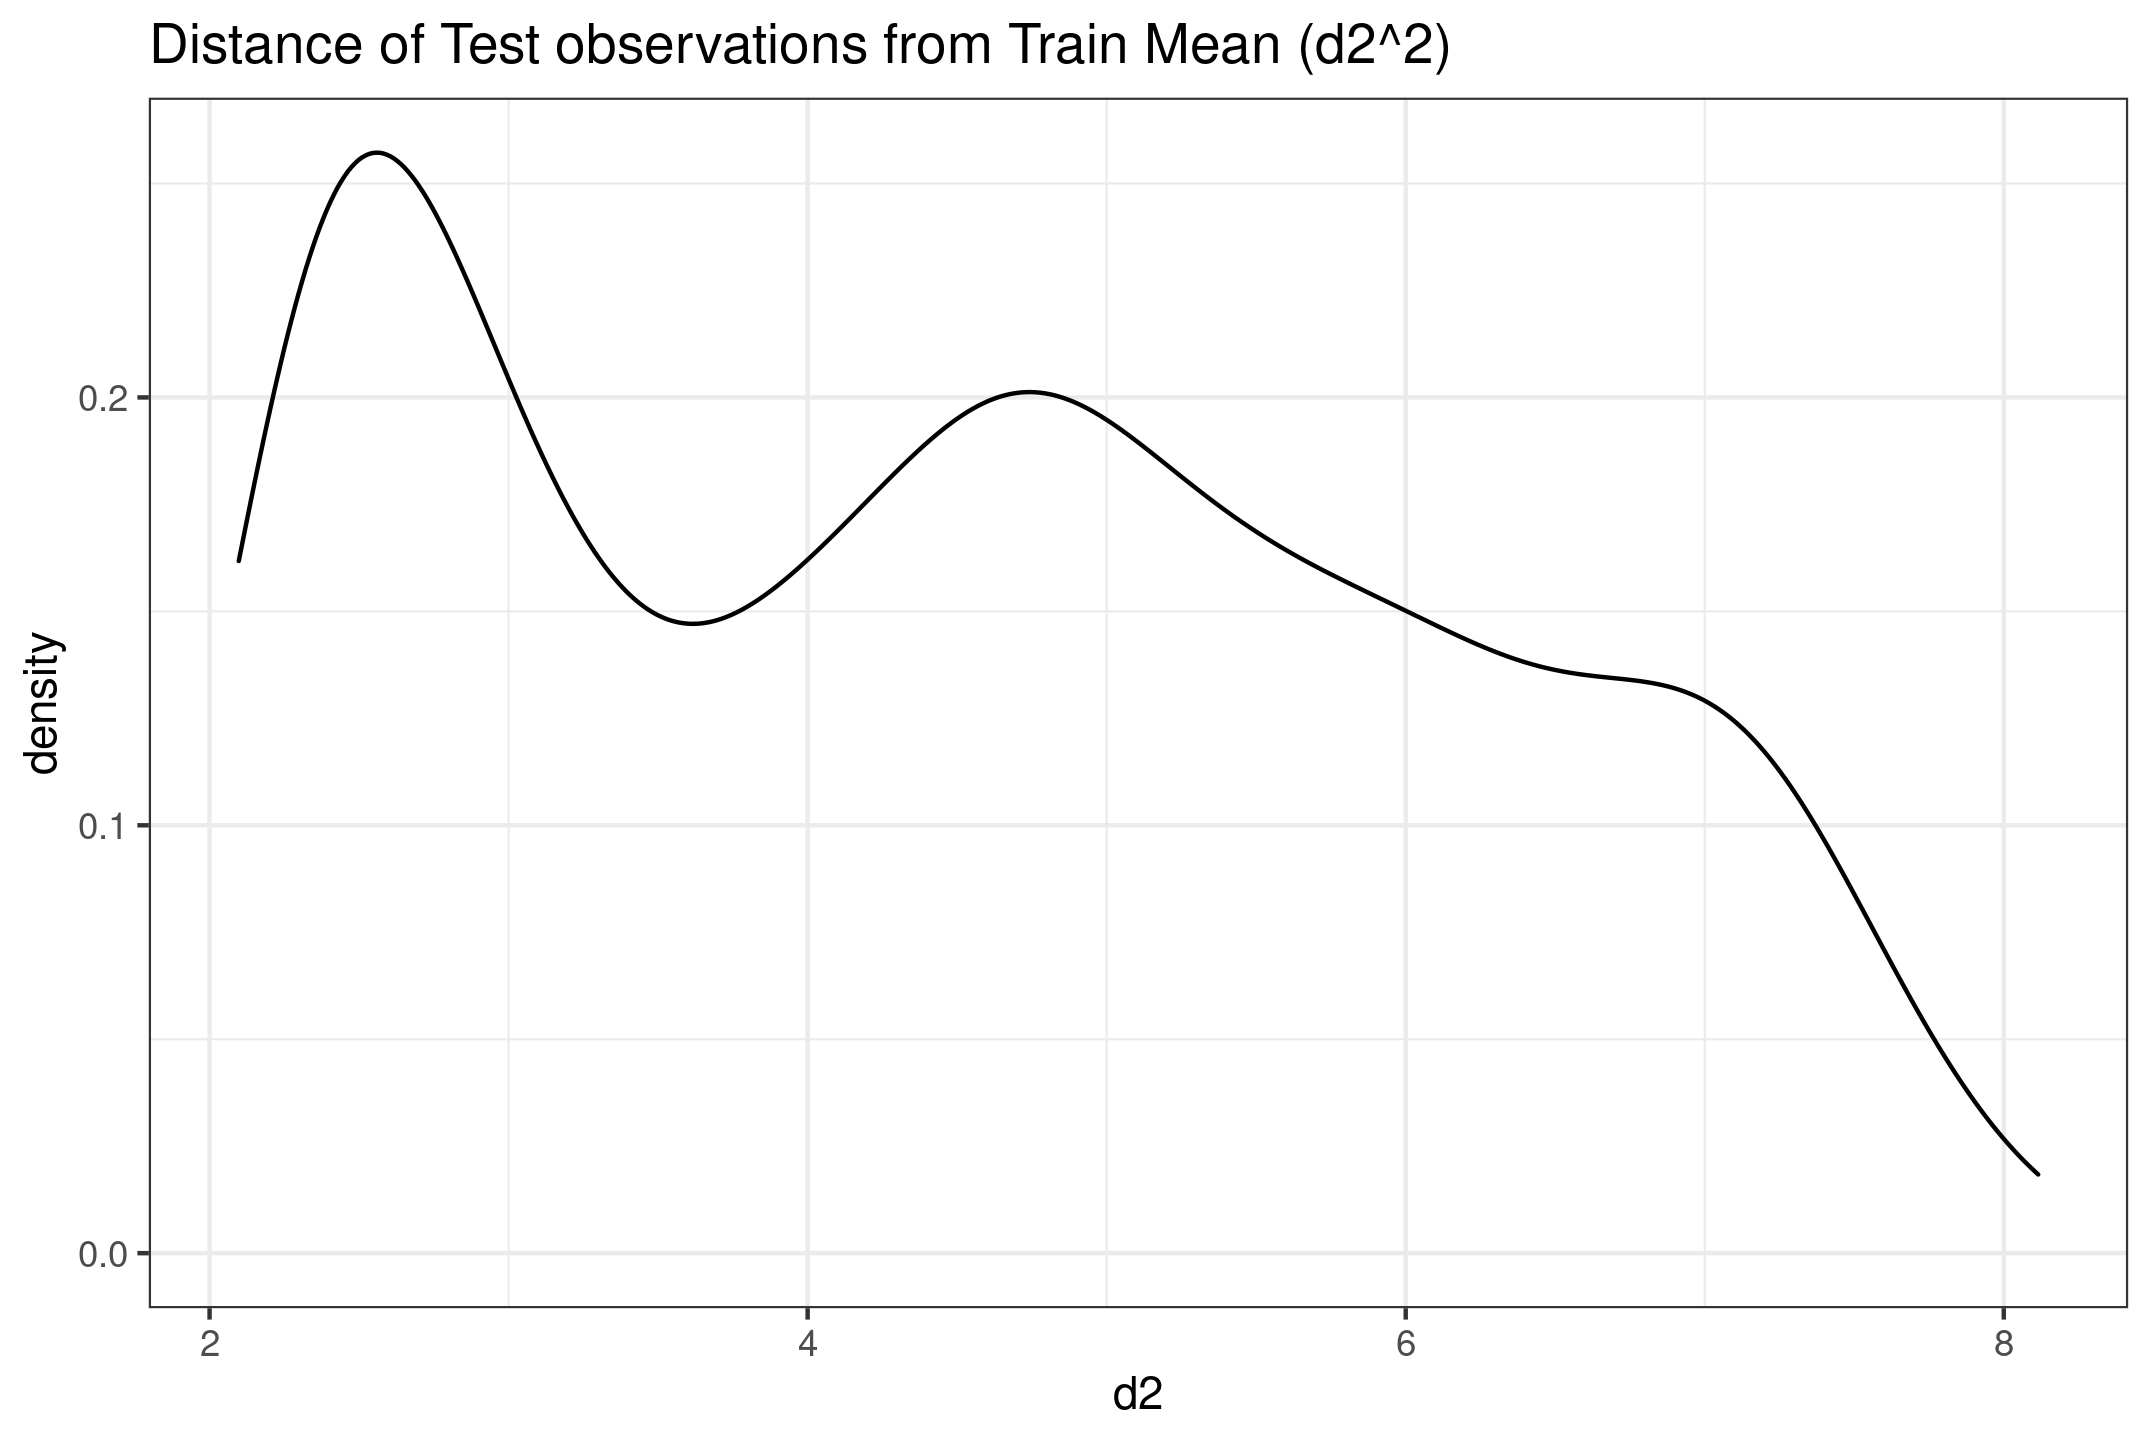 Distance of Test observations from Train Mean (d2^2)
density
0.2
0.1
0.0
2 4 6 8
d2